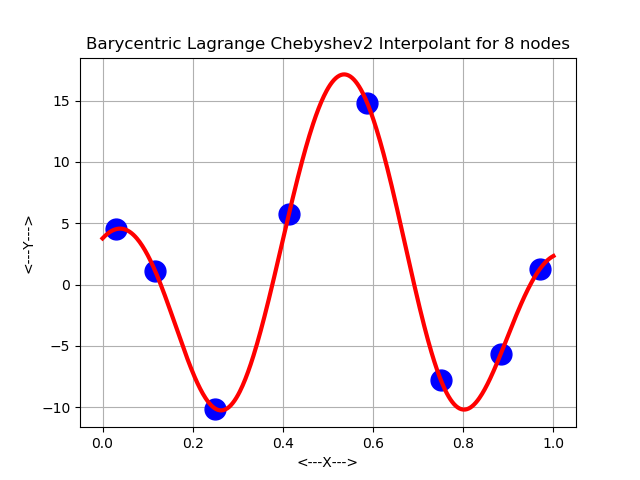 Barycentric Lagrange Chebyshev2 Interpolant for 8 nodes
15
10
5
0
−5
−10
<---Y--->
0.0 0.2 0.4 0.6 0.8 1.0
<---X--->